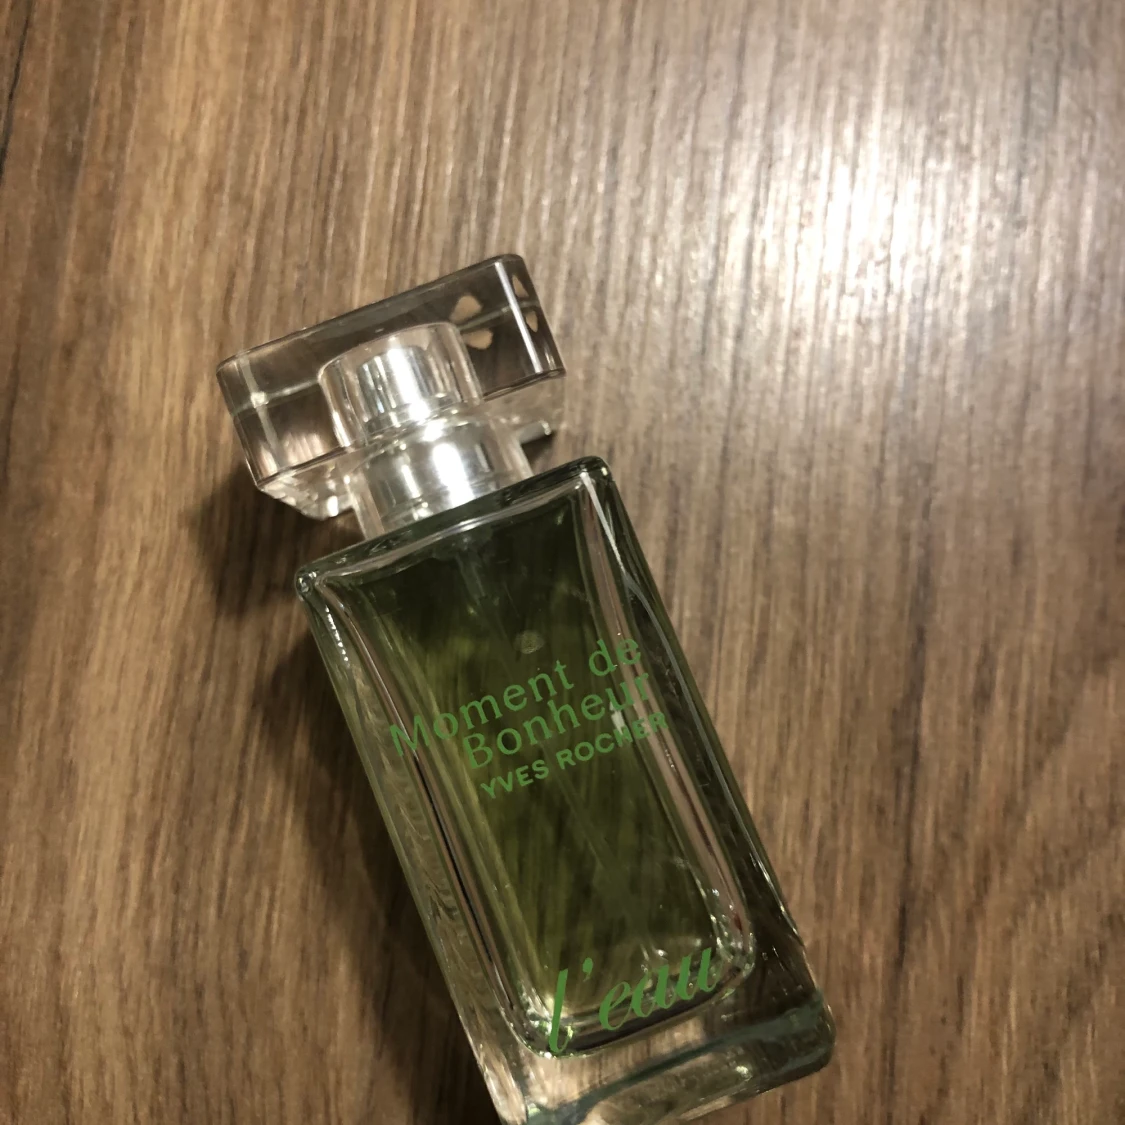 Moment de
Bonheur
YVES ROCHER
l'eau